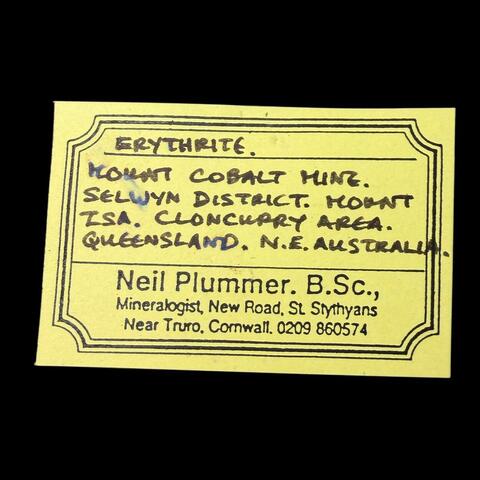 ERYTHRITE.
MOUNT COBALT MINE.
SELWYN DISTRICT. MOUNT
ISA. CLONCURRY AREA.
QUEENSLAND. N.E. AUSTRALIA.
Neil Plummer. B.Sc.,
Mineralogist, New Road, St. Stythyans
Near Truro, Cornwall. 0209 860574